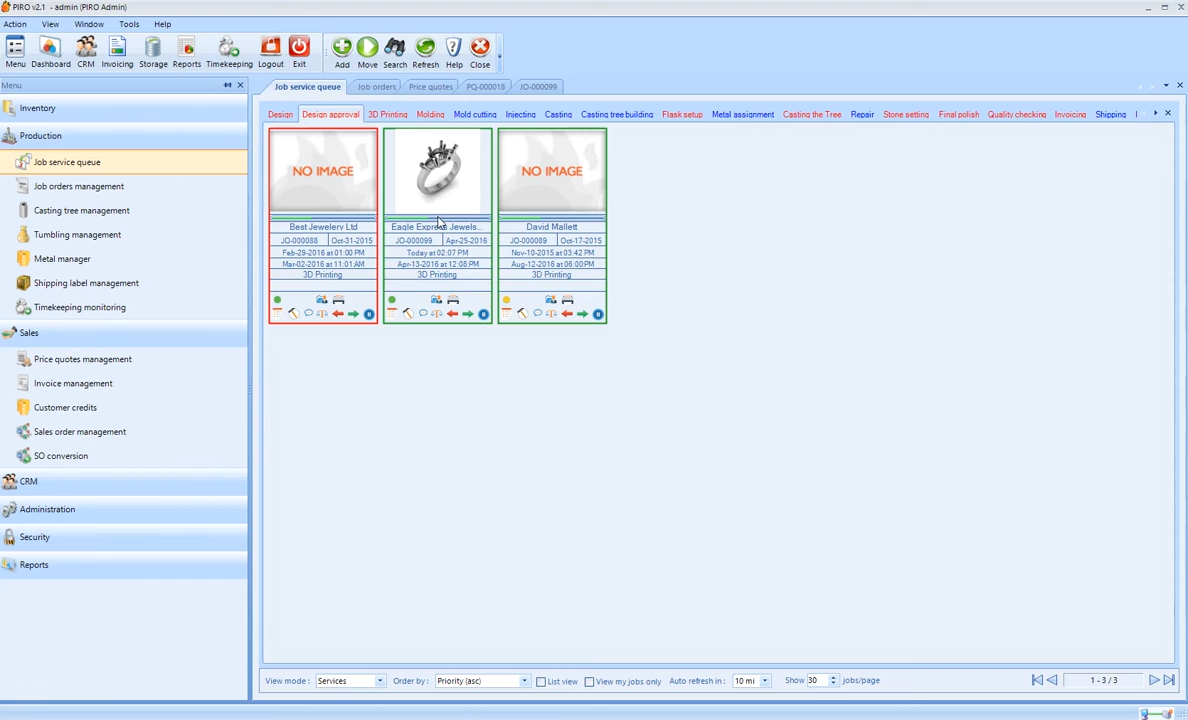 PIRO v2.1 - admin (PIRO Admin)
Action View Window Tools Help
Menu Dashboard CRM Invoicing Storage Reports Timekeeping Logout Exit Add Move Search Refresh Help Close
Menu
Job service queue Job orders Price quotes PQ-000018 JO-000099
Inventory
Production
Job service queue
Job orders management
Casting tree management
Tumbling management
Metal manager
Shipping label management
Timekeeping monitoring
Sales
Price quotes management
Invoice management
Customer credits
Sales order management
SO conversion
CRM
Administration
Security
Reports
Design Design approval 3D Printing Molding Mold cutting Injecting Casting Casting tree building Flask setup Metal assignment Casting the Tree Repair Stone setting Final polish Quality checking Invoicing Shipping
NO IMAGE
Best Jewelery Ltd
JO-000088 Oct-31-2015
Feb-29-2016 at 01:00 PM
Mar-02-2016 at 11:01 AM
3D Printing
Eagle Express Jewels...
JO-000099 Apr-25-2016
Today at 02:07 PM
Apr-13-2016 at 12:08 PM
3D Printing
NO IMAGE
David Mallett
JO-000089 Oct-17-2015
Nov-10-2015 at 03:42 PM
Aug-12-2016 at 06:00 PM
3D Printing
View mode : Services Order by : Priority (asc) List view View my jobs only Auto refresh in : 10 mi Show 30 jobs/page 1 - 3 / 3